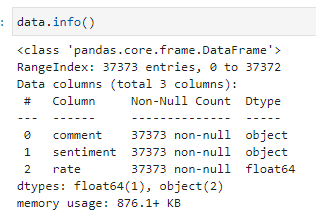 : data.info()
<class 'pandas.core.frame.DataFrame'>
RangeIndex: 37373 entries, 0 to 37372
Data columns (total 3 columns):
 #   Column     Non-Null Count  Dtype
---  ------     --------------  -----
 0   comment    37373 non-null  object
 1   sentiment  37373 non-null  object
 2   rate       37373 non-null  float64
dtypes: float64(1), object(2)
memory usage: 876.1+ KB